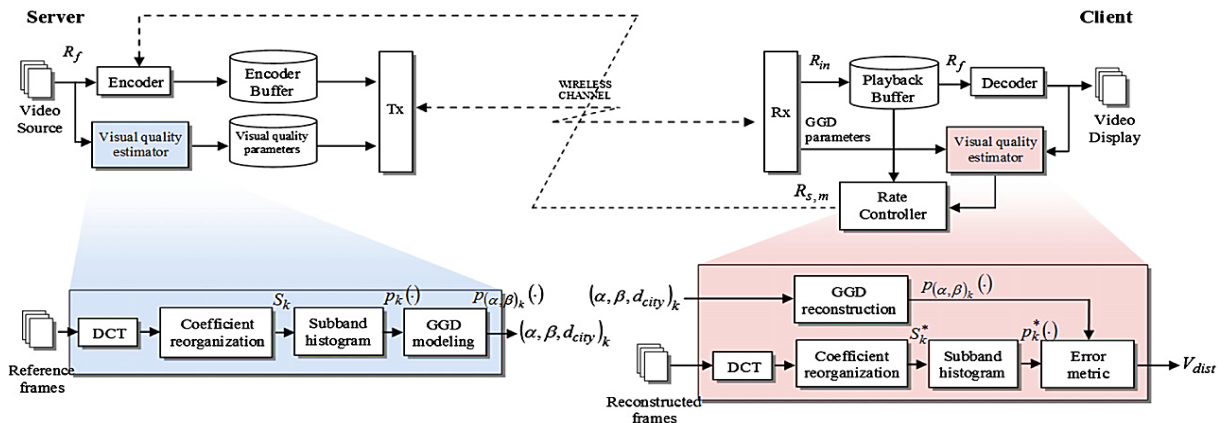 Server
Client
R_f
Video
Source
Encoder
Encoder
Buffer
Tx
Visual quality
estimator
Visual quality
parameters
WIRELESS
CHANNEL
Rx
R_in
Playback
Buffer
R_f
Decoder
Video
Display
GGD
parameters
Visual quality
estimator
R_s,m
Rate
Controller
Reference
frames
DCT
Coefficient
reorganization
S_k
Subband
histogram
p_k(·)
GGD
modeling
p_(α,β)_k(·)
(α, β, d_city)_k
(α, β, d_city)_k
GGD
reconstruction
p_(α,β)_k(·)
Reconstructed
frames
DCT
Coefficient
reorganization
S_k^*
Subband
histogram
p_k^*(·)
Error
metric
V_dist